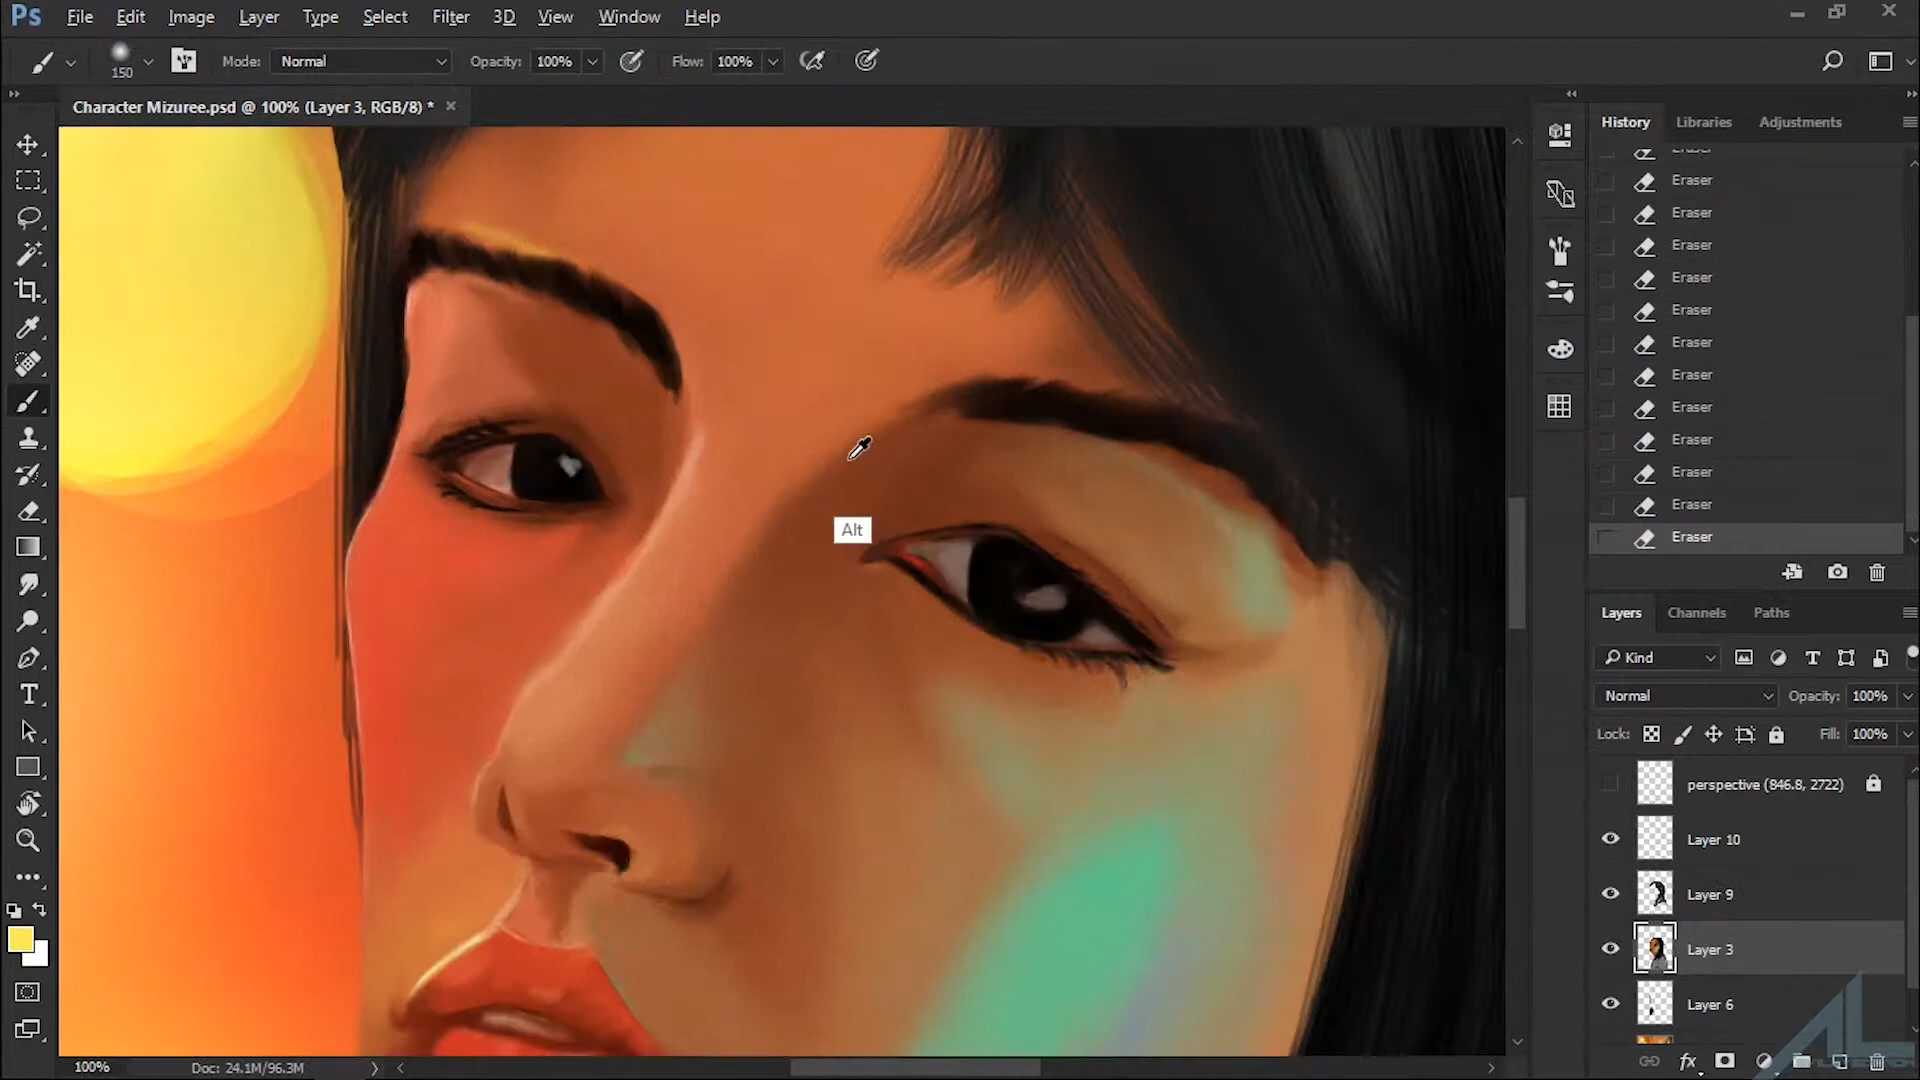 Ps File Edit Image Layer Type Select Filter 3D View Window Help
150 Mode: Normal Opacity: 100% Flow: 100%
Character Mizuree.psd @ 100% (Layer 3, RGB/8) *
History Libraries Adjustments
Eraser
Eraser
Eraser
Eraser
Eraser
Eraser
Eraser
Eraser
Eraser
Eraser
Eraser
Eraser
Eraser
Alt
Layers Channels Paths
Kind
Normal Opacity: 100%
Lock: Fill: 100%
perspective (846.8, 2722)
Layer 10
Layer 9
Layer 3
Layer 6
fx
AL
100% Doc: 24.1M/96.3M